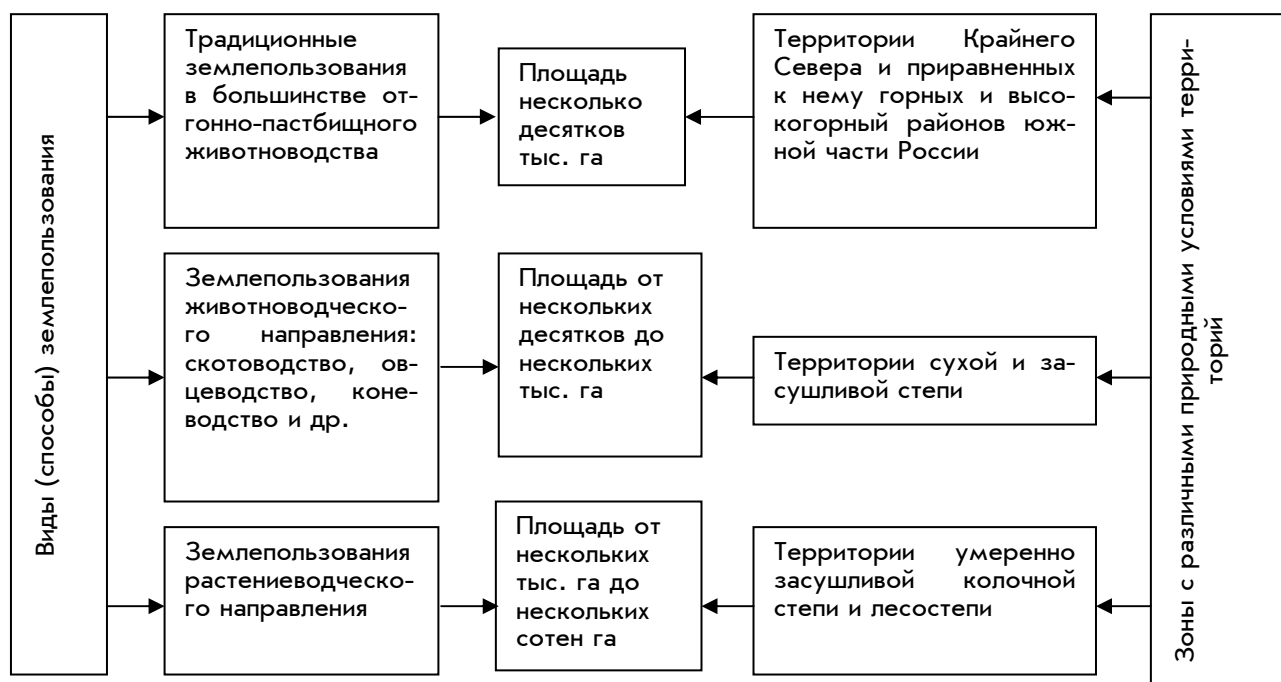 Виды (способы) землепользования
Традиционные
землепользования
в большинстве от-
гонно-пастбищного
животноводства
Площадь
несколько
десятков
тыс. га
Территории Крайнего
Севера и приравненных
к нему горных и высо-
когорный районов юж-
ной части России
Землепользования
животноводческо-
го направления:
скотоводство, ов-
цеводство, коне-
водство и др.
Площадь от
нескольких
десятков до
нескольких
тыс. га
Территории сухой и за-
сушливой степи
Землепользования
растениеводческо-
го направления
Площадь от
нескольких
тыс. га до
нескольких
сотен га
Территории умеренно
засушливой колочной
степи и лесостепи
Зоны с различными природными условиями терри-
торий